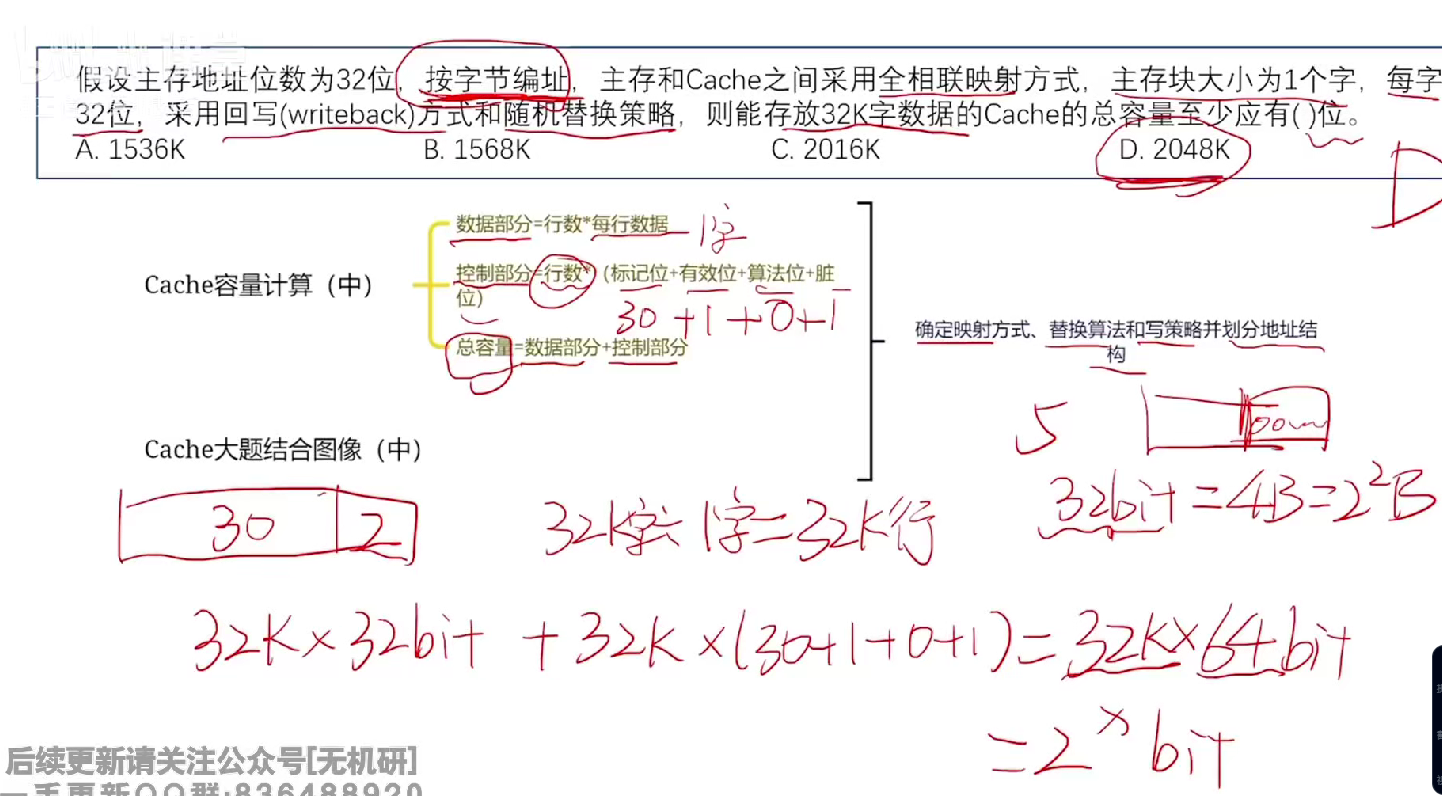 假设主存地址位数为32位，按字节编址，主存和Cache之间采用全相联映射方式，主存块大小为1个字，每字
32位，采用回写(writeback)方式和随机替换策略，则能存放32K字数据的Cache的总容量至少应有( )位。
A. 1536K B. 1568K C. 2016K D. 2048K
D
数据部分=行数*每行数据 1字
Cache容量计算（中）
控制部分=行数*（标记位+有效位+算法位+脏
位）
30+1+0+1
总容量=数据部分+控制部分
确定映射方式、替换算法和写策略并划分地址结
构
5
Cache大题结合图像（中）
32bit=4B=2²B
30 2
32K字÷1字=32K行
32K×32bit+32K×(30+1+0+1)=32K×64bit
=2ˣbit
后续更新请关注公众号[无机研]
一手更新QQ群:836488920